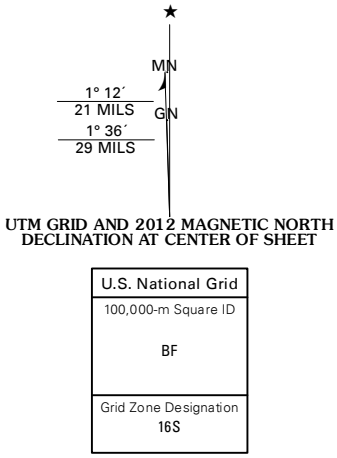 ★
MN
1° 12´
21 MILS
GN
1° 36´
29 MILS
UTM GRID AND 2012 MAGNETIC NORTH
DECLINATION AT CENTER OF SHEET
U.S. National Grid
100,000-m Square ID
BF
Grid Zone Designation
16S